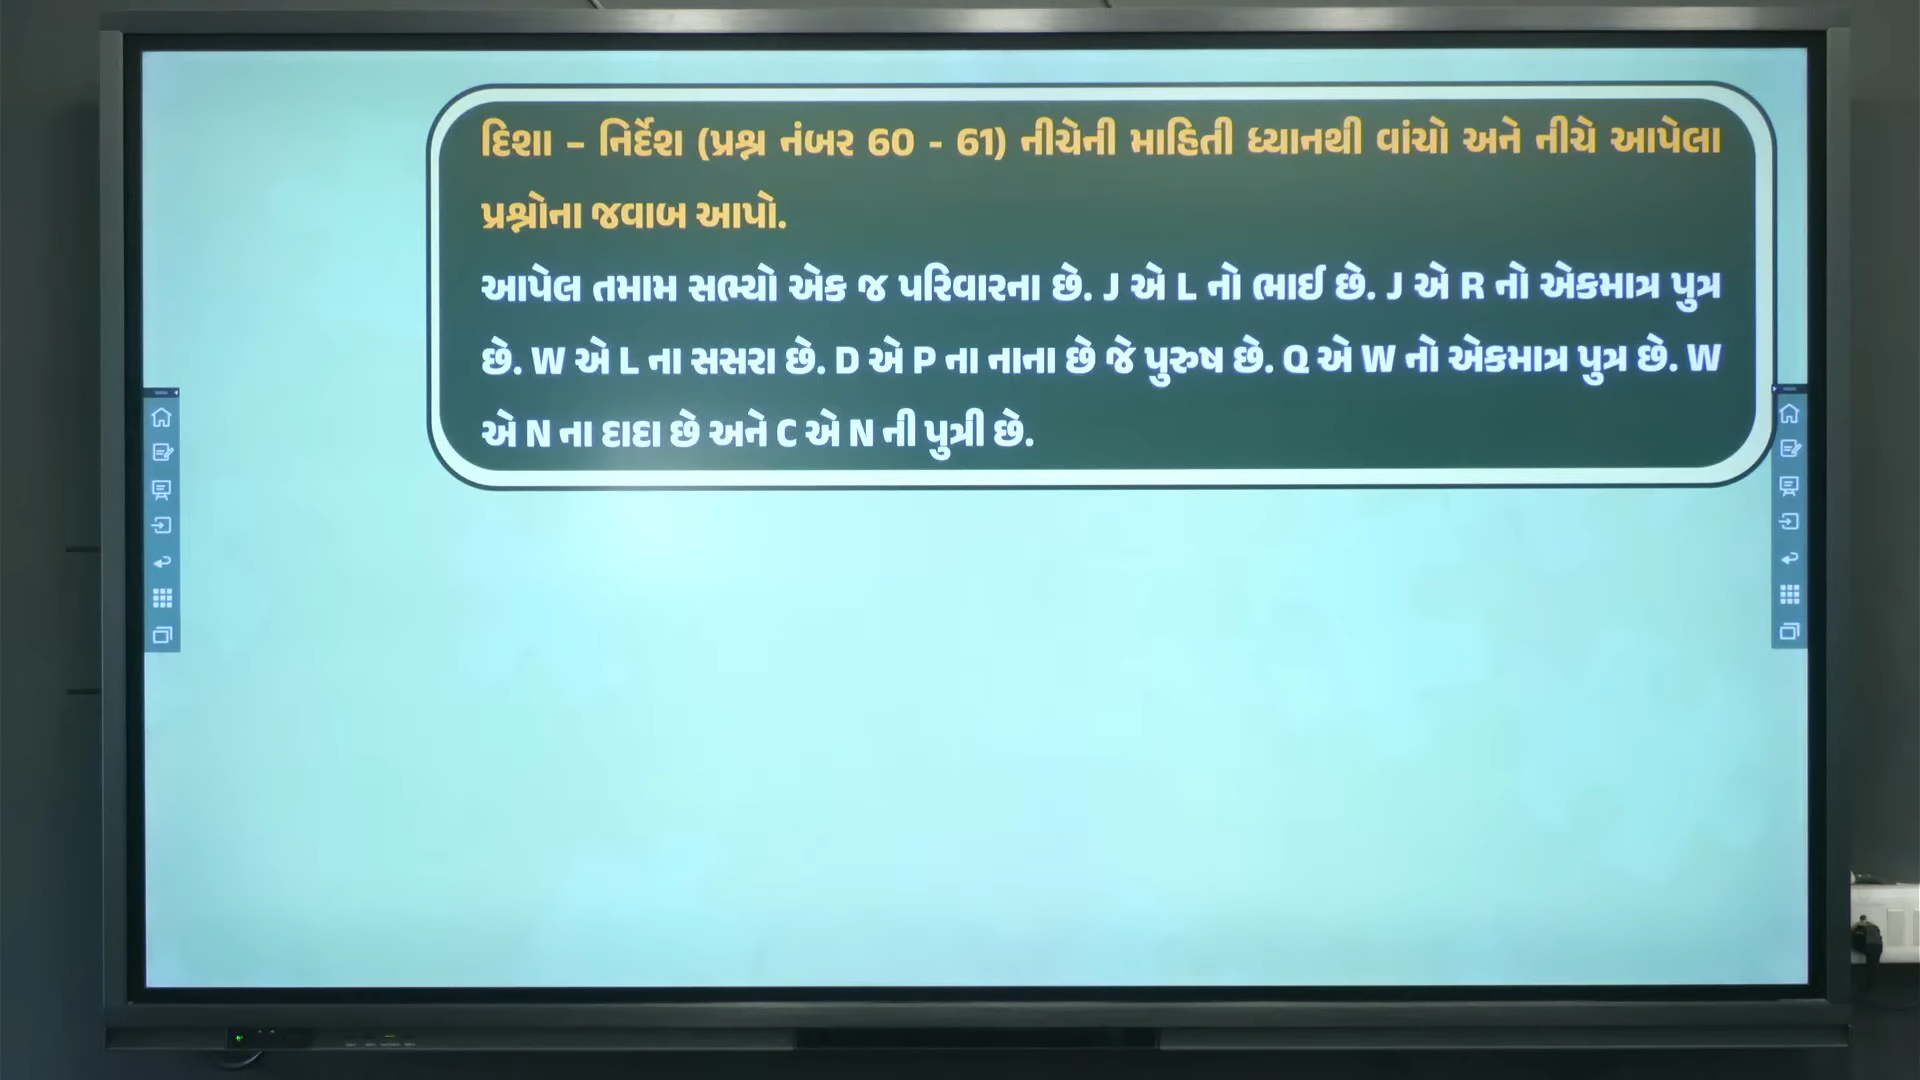 દિશા – નિર્દેશ (પ્રશ્ન નંબર 60 - 61) નીચેની માહિતી ધ્યાનથી વાંચો અને નીચે આપેલા
પ્રશ્નોના જવાબ આપો.
આપેલ તમામ સભ્યો એક જ પરિવારના છે. J એ L નો ભાઈ છે. J એ R નો એકમાત્ર પુત્ર
છે. W એ L ના સસરા છે. D એ P ના નાના છે જે પુરુષ છે. Q એ W નો એકમાત્ર પુત્ર છે. W
એ N ના દાદા છે અને C એ N ની પુત્રી છે.